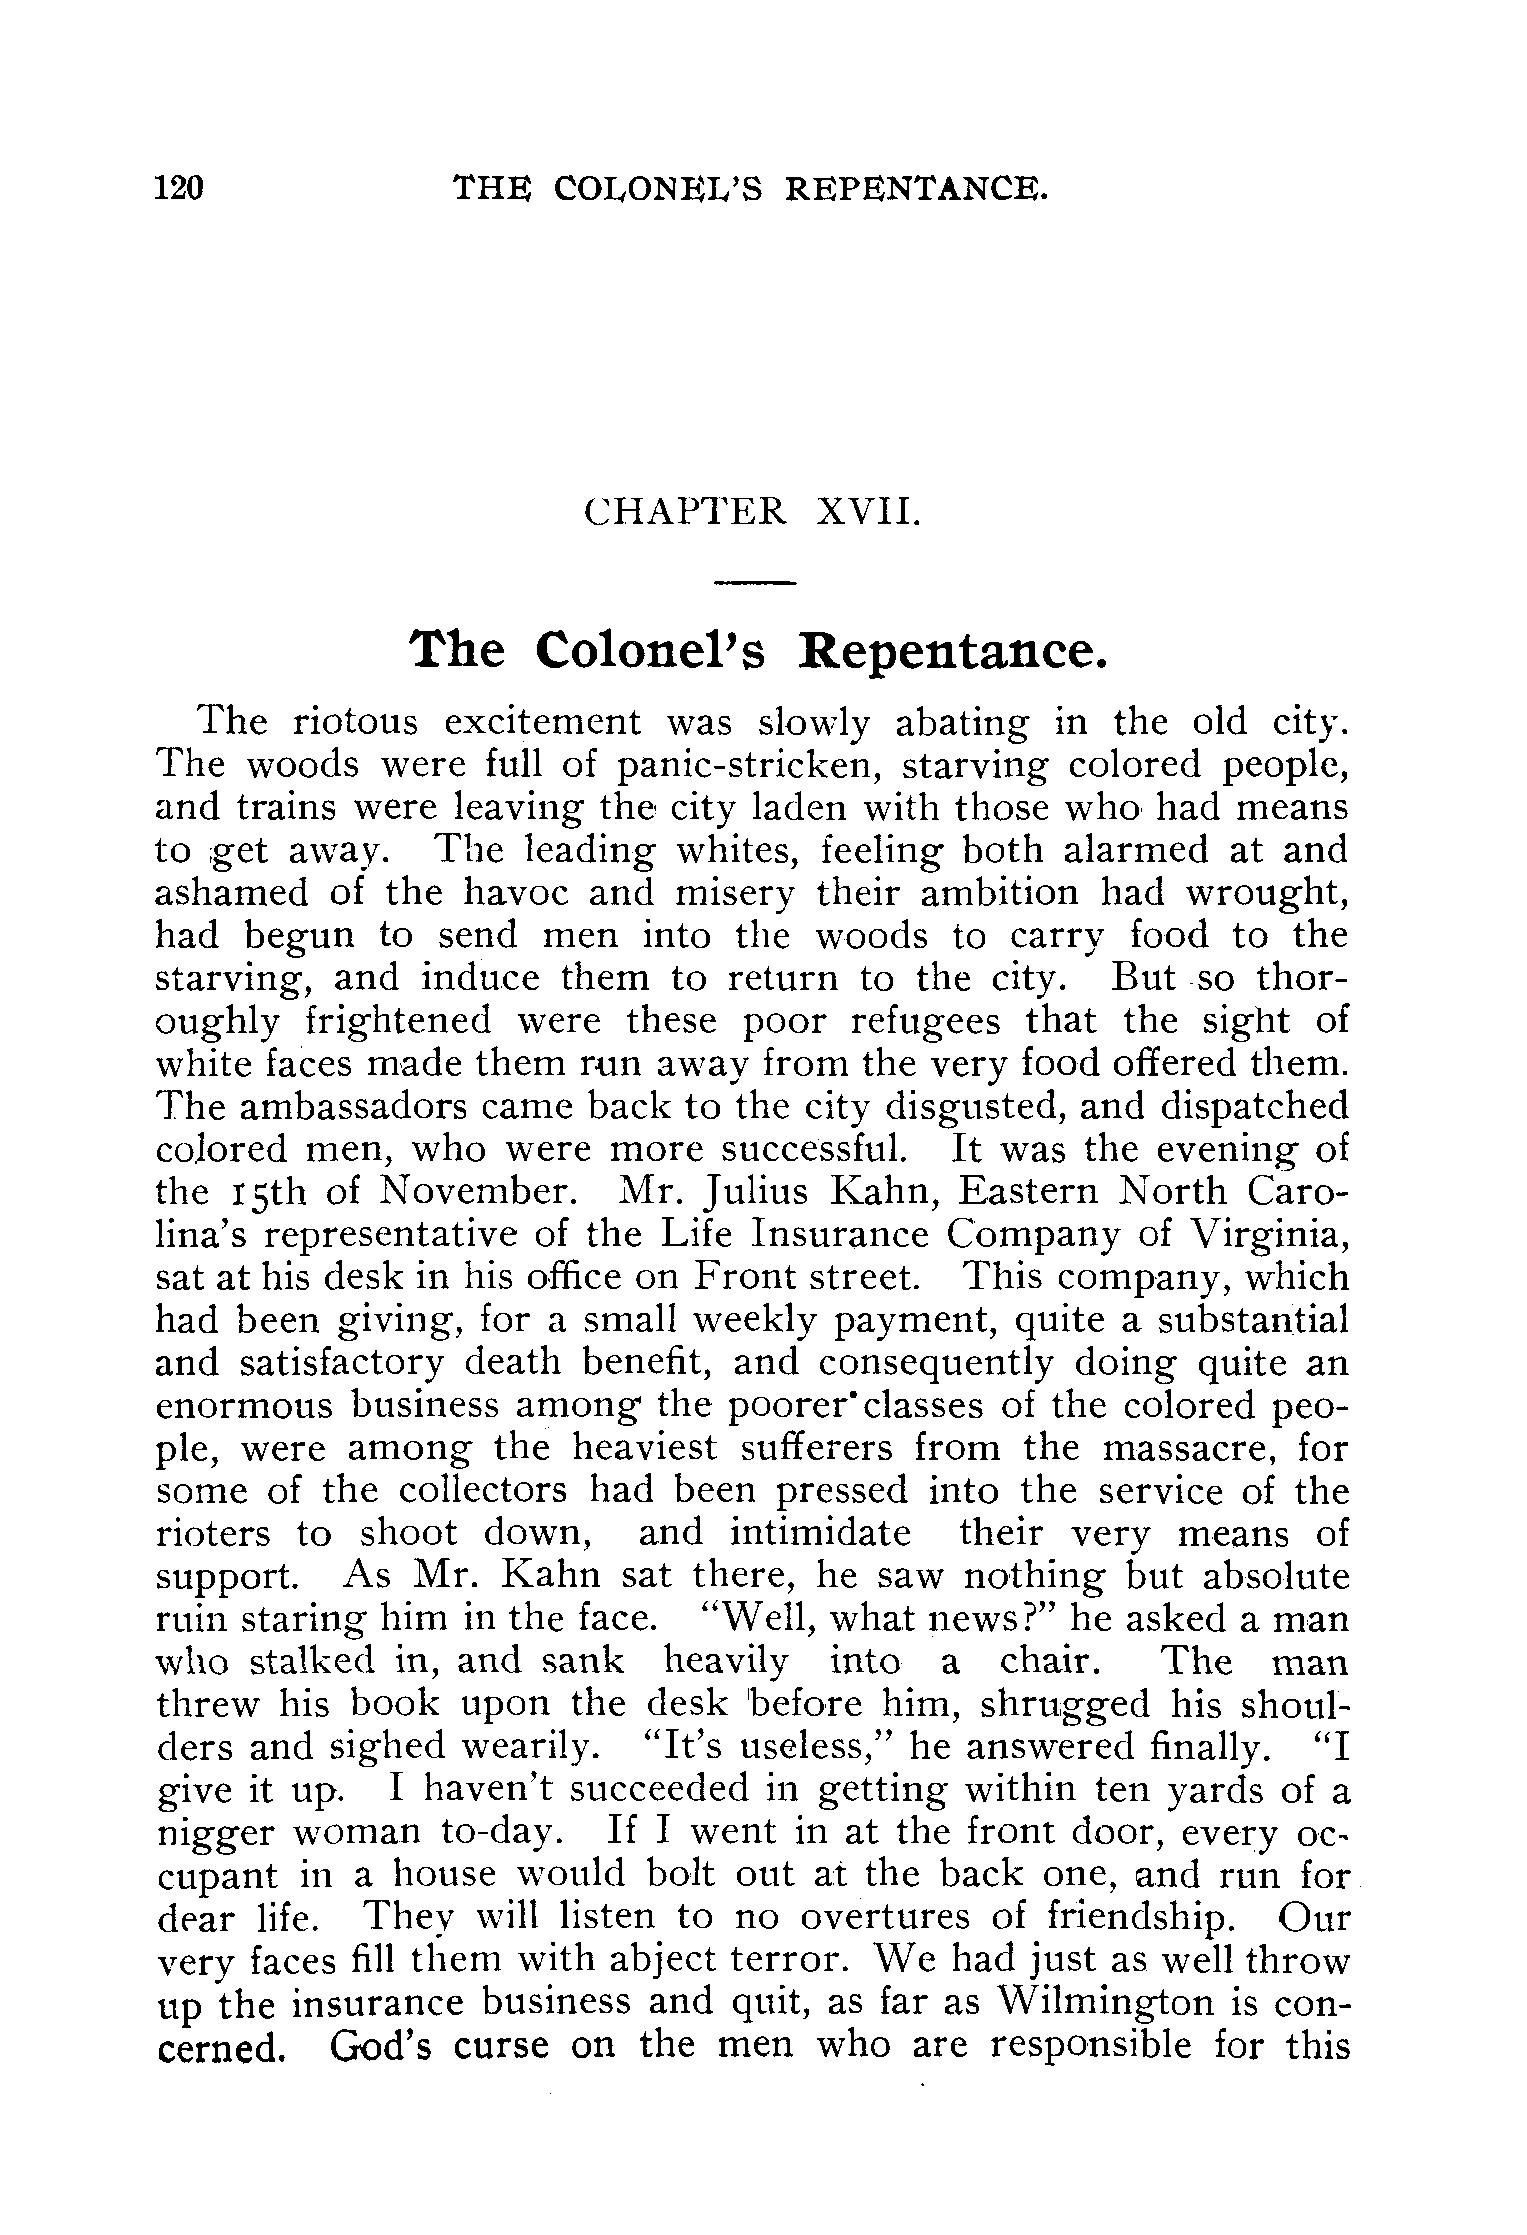 120 THE COLONEL'S REPENTANCE.
CHAPTER XVII.
The Colonel's Repentance.
The riotous excitement was slowly abating in the old city.
The woods were full of panic-stricken, starving colored people,
and trains were leaving the city laden with those who had means
to get away. The leading whites, feeling both alarmed at and
ashamed of the havoc and misery their ambition had wrought,
had begun to send men into the woods to carry food to the
starving, and induce them to return to the city. But so thor-
oughly frightened were these poor refugees that the sight of
white faces made them run away from the very food offered them.
The ambassadors came back to the city disgusted, and dispatched
colored men, who were more successful. It was the evening of
the 15th of November. Mr. Julius Kahn, Eastern North Caro-
lina's representative of the Life Insurance Company of Virginia,
sat at his desk in his office on Front street. This company, which
had been giving, for a small weekly payment, quite a substantial
and satisfactory death benefit, and consequently doing quite an
enormous business among the poorer classes of the colored peo-
ple, were among the heaviest sufferers from the massacre, for
some of the collectors had been pressed into the service of the
rioters to shoot down, and intimidate their very means of
support. As Mr. Kahn sat there, he saw nothing but absolute
ruin staring him in the face. "Well, what news?" he asked a man
who stalked in, and sank heavily into a chair. The man
threw his book upon the desk before him, shrugged his shoul-
ders and sighed wearily. "It's useless," he answered finally. "I
give it up. I haven't succeeded in getting within ten yards of a
nigger woman to-day. If I went in at the front door, every oc-
cupant in a house would bolt out at the back one, and run for
dear life. They will listen to no overtures of friendship. Our
very faces fill them with abject terror. We had just as well throw
up the insurance business and quit, as far as Wilmington is con-
cerned. God's curse on the men who are responsible for this